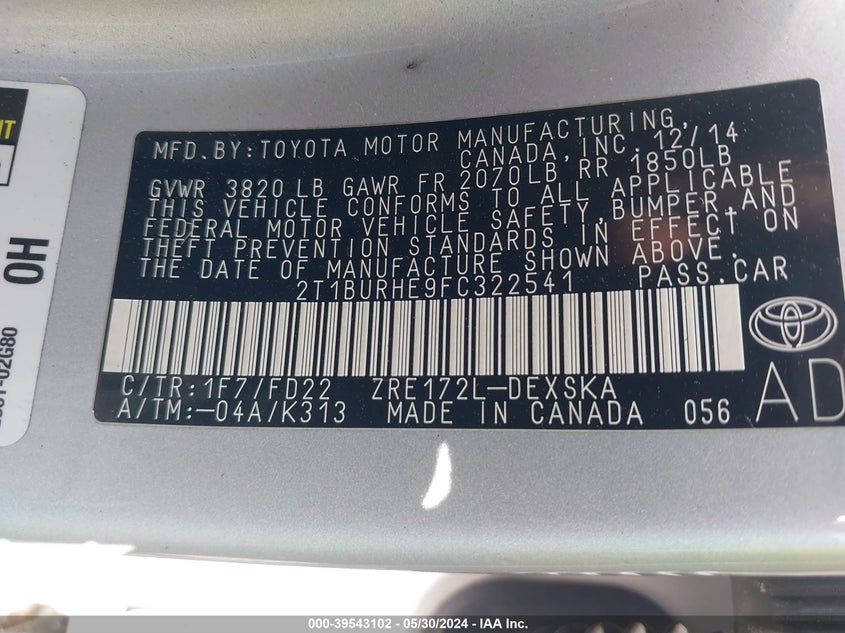 MFD.BY:TOYOTA MOTOR MANUFACTURING,
CANADA, INC. 12/14
GVWR 3820 LB GAWR FR 2070LB, RR 1850LB
THIS VEHICLE CONFORMS TO ALL APPLICABLE
FEDERAL MOTOR VEHICLE SAFETY,BUMPER AND
THEFT PREVENTION STANDARDS IN EFFECT ON
THE DATE OF MANUFACTURE SHOWN ABOVE.
2T1BURHE9FC322541 PASS.CAR
C/TR:1F7/FD22 ZRE172L-DEXSKA
A/TM:-04A/K313 MADE IN CANADA 056
AD
OH
000-39543102 / 05/30/2024 - IAA Inc.